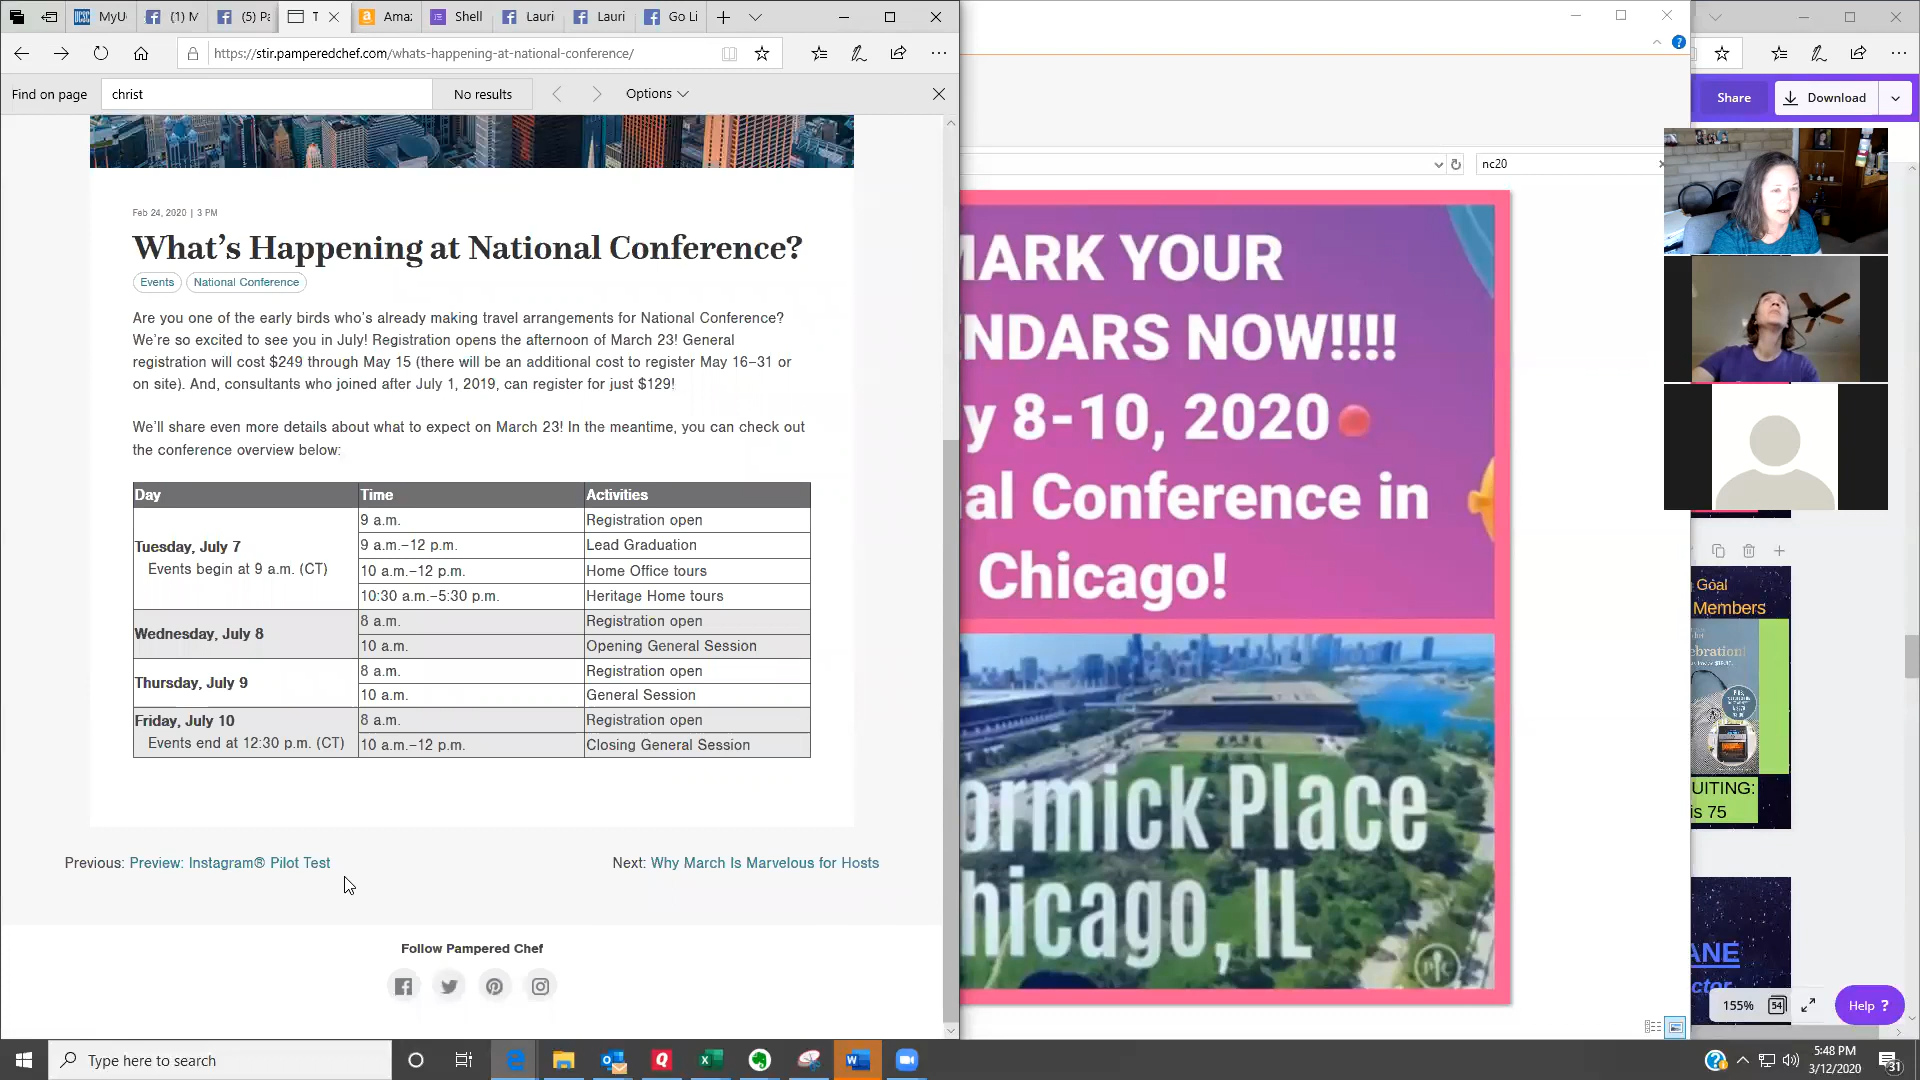 MyU
(1) M
(5) Pa
T
Ama:
Shell
Lauri
Lauri
Go Li
https://stir.pamperedchef.com/whats-happening-at-national-conference/
Find on page
christ
No results
Options
Feb 24, 2020 | 3 PM
What's Happening at National Conference?
Events
National Conference
Are you one of the early birds who's already making travel arrangements for National Conference?
We're so excited to see you in July! Registration opens the afternoon of March 23! General
registration will cost $249 through May 15 (there will be an additional cost to register May 16–31 or
on site). And, consultants who joined after July 1, 2019, can register for just $129!
We'll share even more details about what to expect on March 23! In the meantime, you can check out
the conference overview below:
Day Time Activities
Tuesday, July 7
Events begin at 9 a.m. (CT)
9 a.m. Registration open
9 a.m.–12 p.m. Lead Graduation
10 a.m.–12 p.m. Home Office tours
10:30 a.m.–5:30 p.m. Heritage Home tours
Wednesday, July 8
8 a.m. Registration open
10 a.m. Opening General Session
Thursday, July 9
8 a.m. Registration open
10 a.m. General Session
Friday, July 10
Events end at 12:30 p.m. (CT)
8 a.m. Registration open
10 a.m.–12 p.m. Closing General Session
Previous: Preview: Instagram® Pilot Test
Next: Why March Is Marvelous for Hosts
Follow Pampered Chef
nc20
MARK YOUR
ENDARS NOW!!!!
y 8-10, 2020
al Conference in
Chicago!
ormick Place
hicago, IL
Share
Download
Goal
Members
ebration!
UITING:
is 75
ANE
ctor
155%
54
Help ?
Type here to search
5:48 PM
3/12/2020
31